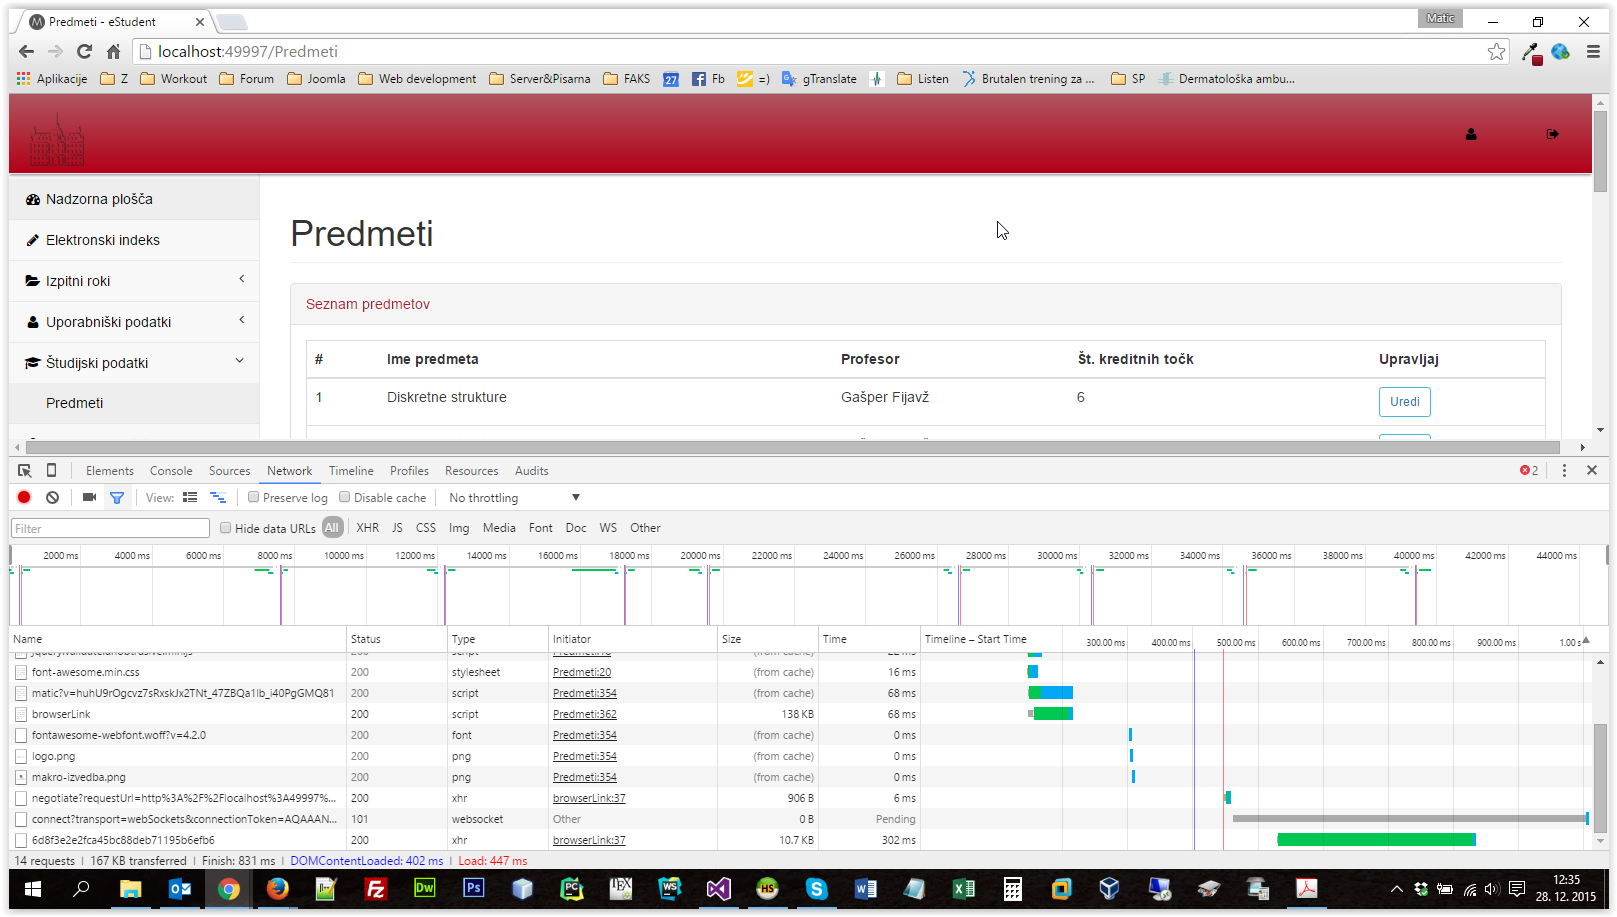 Predmeti - eStudent
Matic
localhost:49997/Predmeti
Aplikacije Z Workout Forum Joomla Web development Server&Pisarna FAKS 27 Fb =) gTranslate Listen Brutalen trening za ... SP Dermatološka ambu...
Nadzorna plošča
Elektronski indeks
Izpitni roki
Uporabniški podatki
Študijski podatki
Predmeti
Predmeti
Seznam predmetov
# Ime predmeta Profesor Št. kreditnih točk Upravljaj
1 Diskretne strukture Gašper Fijavž 6 Uredi
Elements Console Sources Network Timeline Profiles Resources Audits 2
View: Preserve log Disable cache No throttling
Filter Hide data URLs All XHR JS CSS Img Media Font Doc WS Other
2000 ms 4000 ms 6000 ms 8000 ms 10000 ms 12000 ms 14000 ms 16000 ms 18000 ms 20000 ms 22000 ms 24000 ms 26000 ms 28000 ms 30000 ms 32000 ms 34000 ms 36000 ms 38000 ms 40000 ms 42000 ms 44000 ms
Name Status Type Initiator Size Time Timeline – Start Time 300.00 ms 400.00 ms 500.00 ms 600.00 ms 700.00 ms 800.00 ms 900.00 ms 1.00 s
font-awesome.min.css 200 stylesheet Predmeti:20 (from cache) 16 ms
matic?v=huhU9rOgcvz7sRxskJx2TNt_47ZBQa1lb_i40PgGMQ81 200 script Predmeti:354 (from cache) 68 ms
browserLink 200 script Predmeti:362 138 KB 68 ms
fontawesome-webfont.woff?v=4.2.0 200 font Predmeti:354 (from cache) 0 ms
logo.png 200 png Predmeti:354 (from cache) 0 ms
makro-izvedba.png 200 png Predmeti:354 (from cache) 0 ms
negotiate?requestUrl=http%3A%2F%2Flocalhost%3A49997%... 200 xhr browserLink:37 906 B 6 ms
connect?transport=webSockets&connectionToken=AQAAAN... 101 websocket Other 0 B Pending
6d8f3e2e2fca45bc88deb71195b6efb6 200 xhr browserLink:37 10.7 KB 302 ms
14 requests | 167 KB transferred | Finish: 831 ms | DOMContentLoaded: 402 ms | Load: 447 ms
12:35
28. 12. 2015